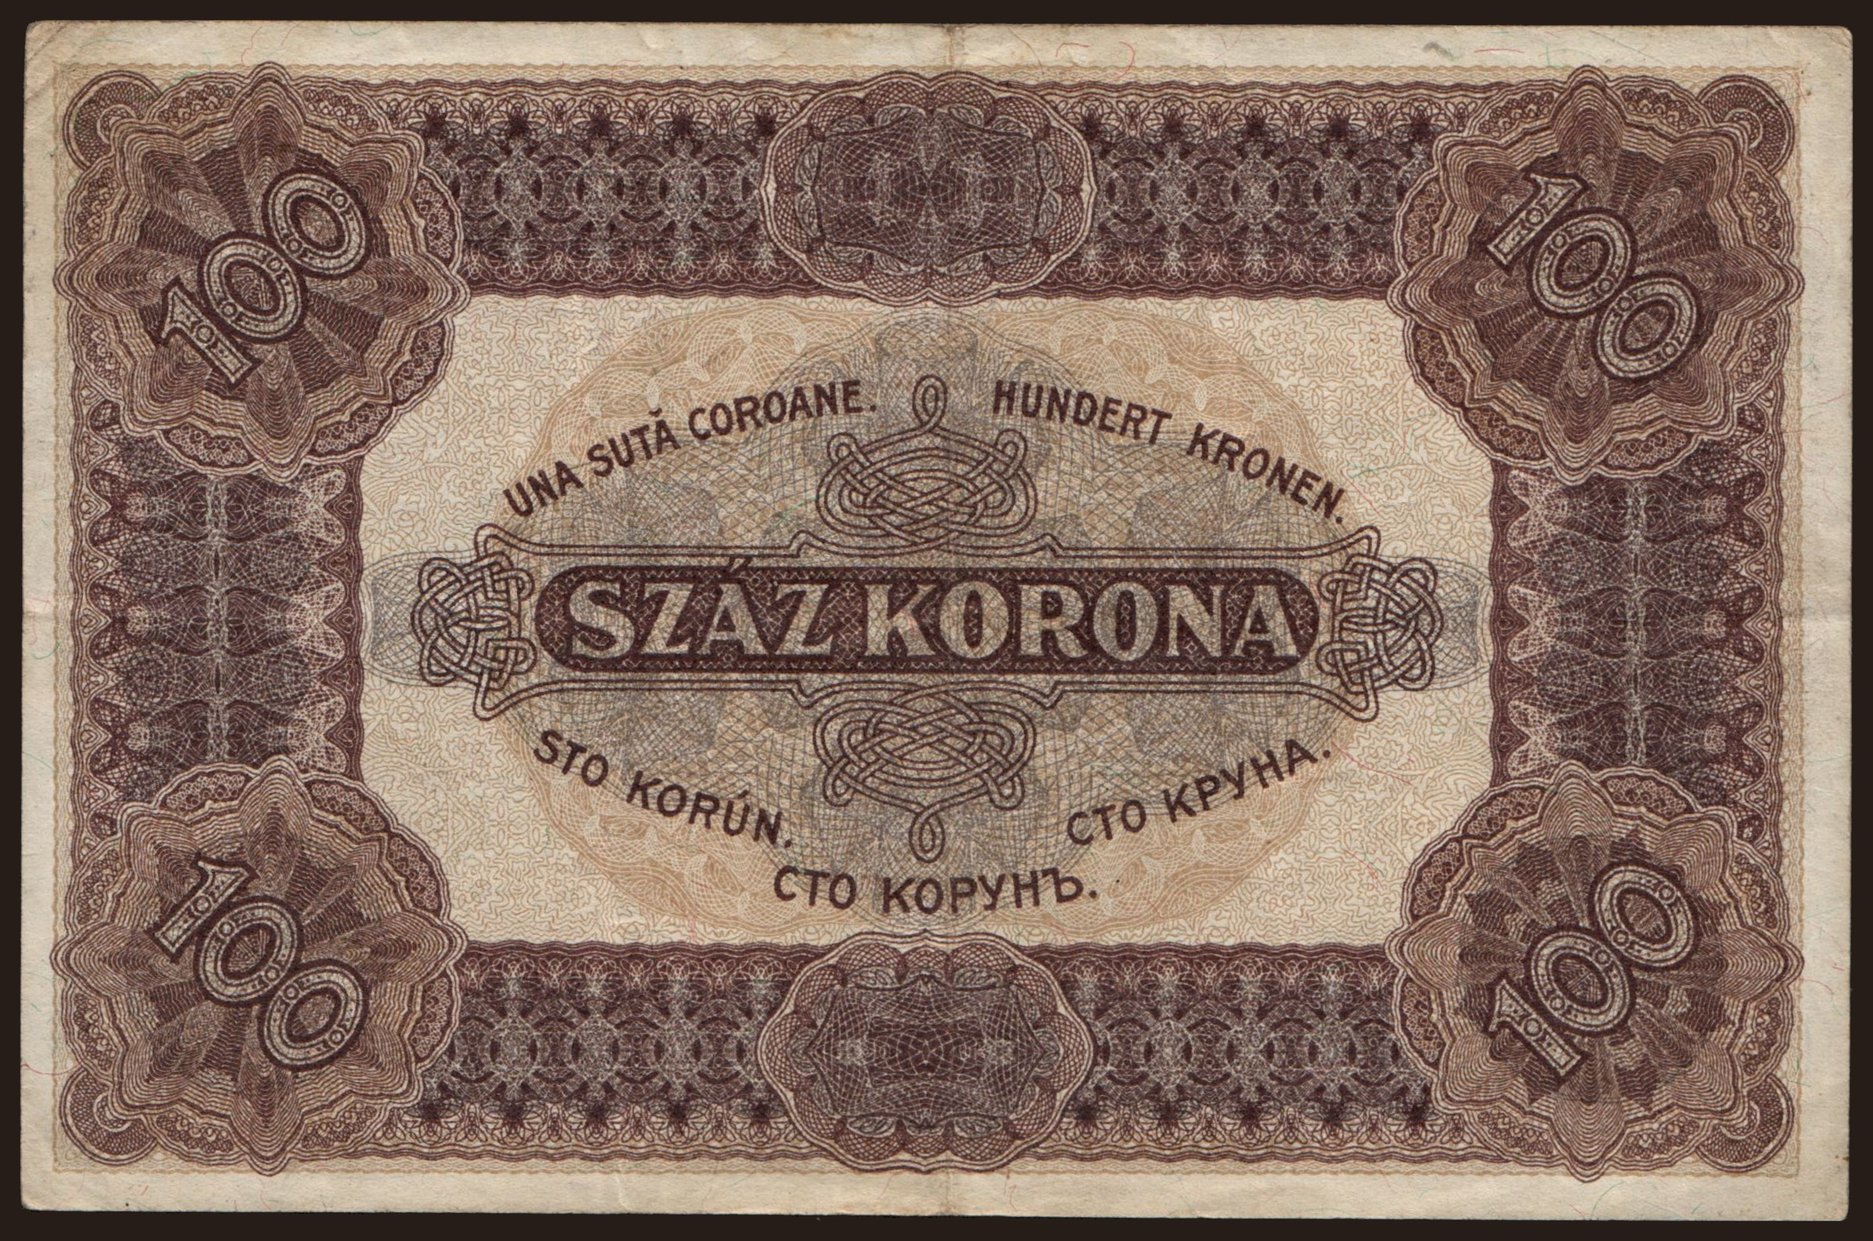 100
100
UNA SUTĂ COROANE.
HUNDERT KRONEN.
SZÁZ KORONA
STO KORÚN.
СТО КРУНА.
СТО КОРУНЪ.
100
100